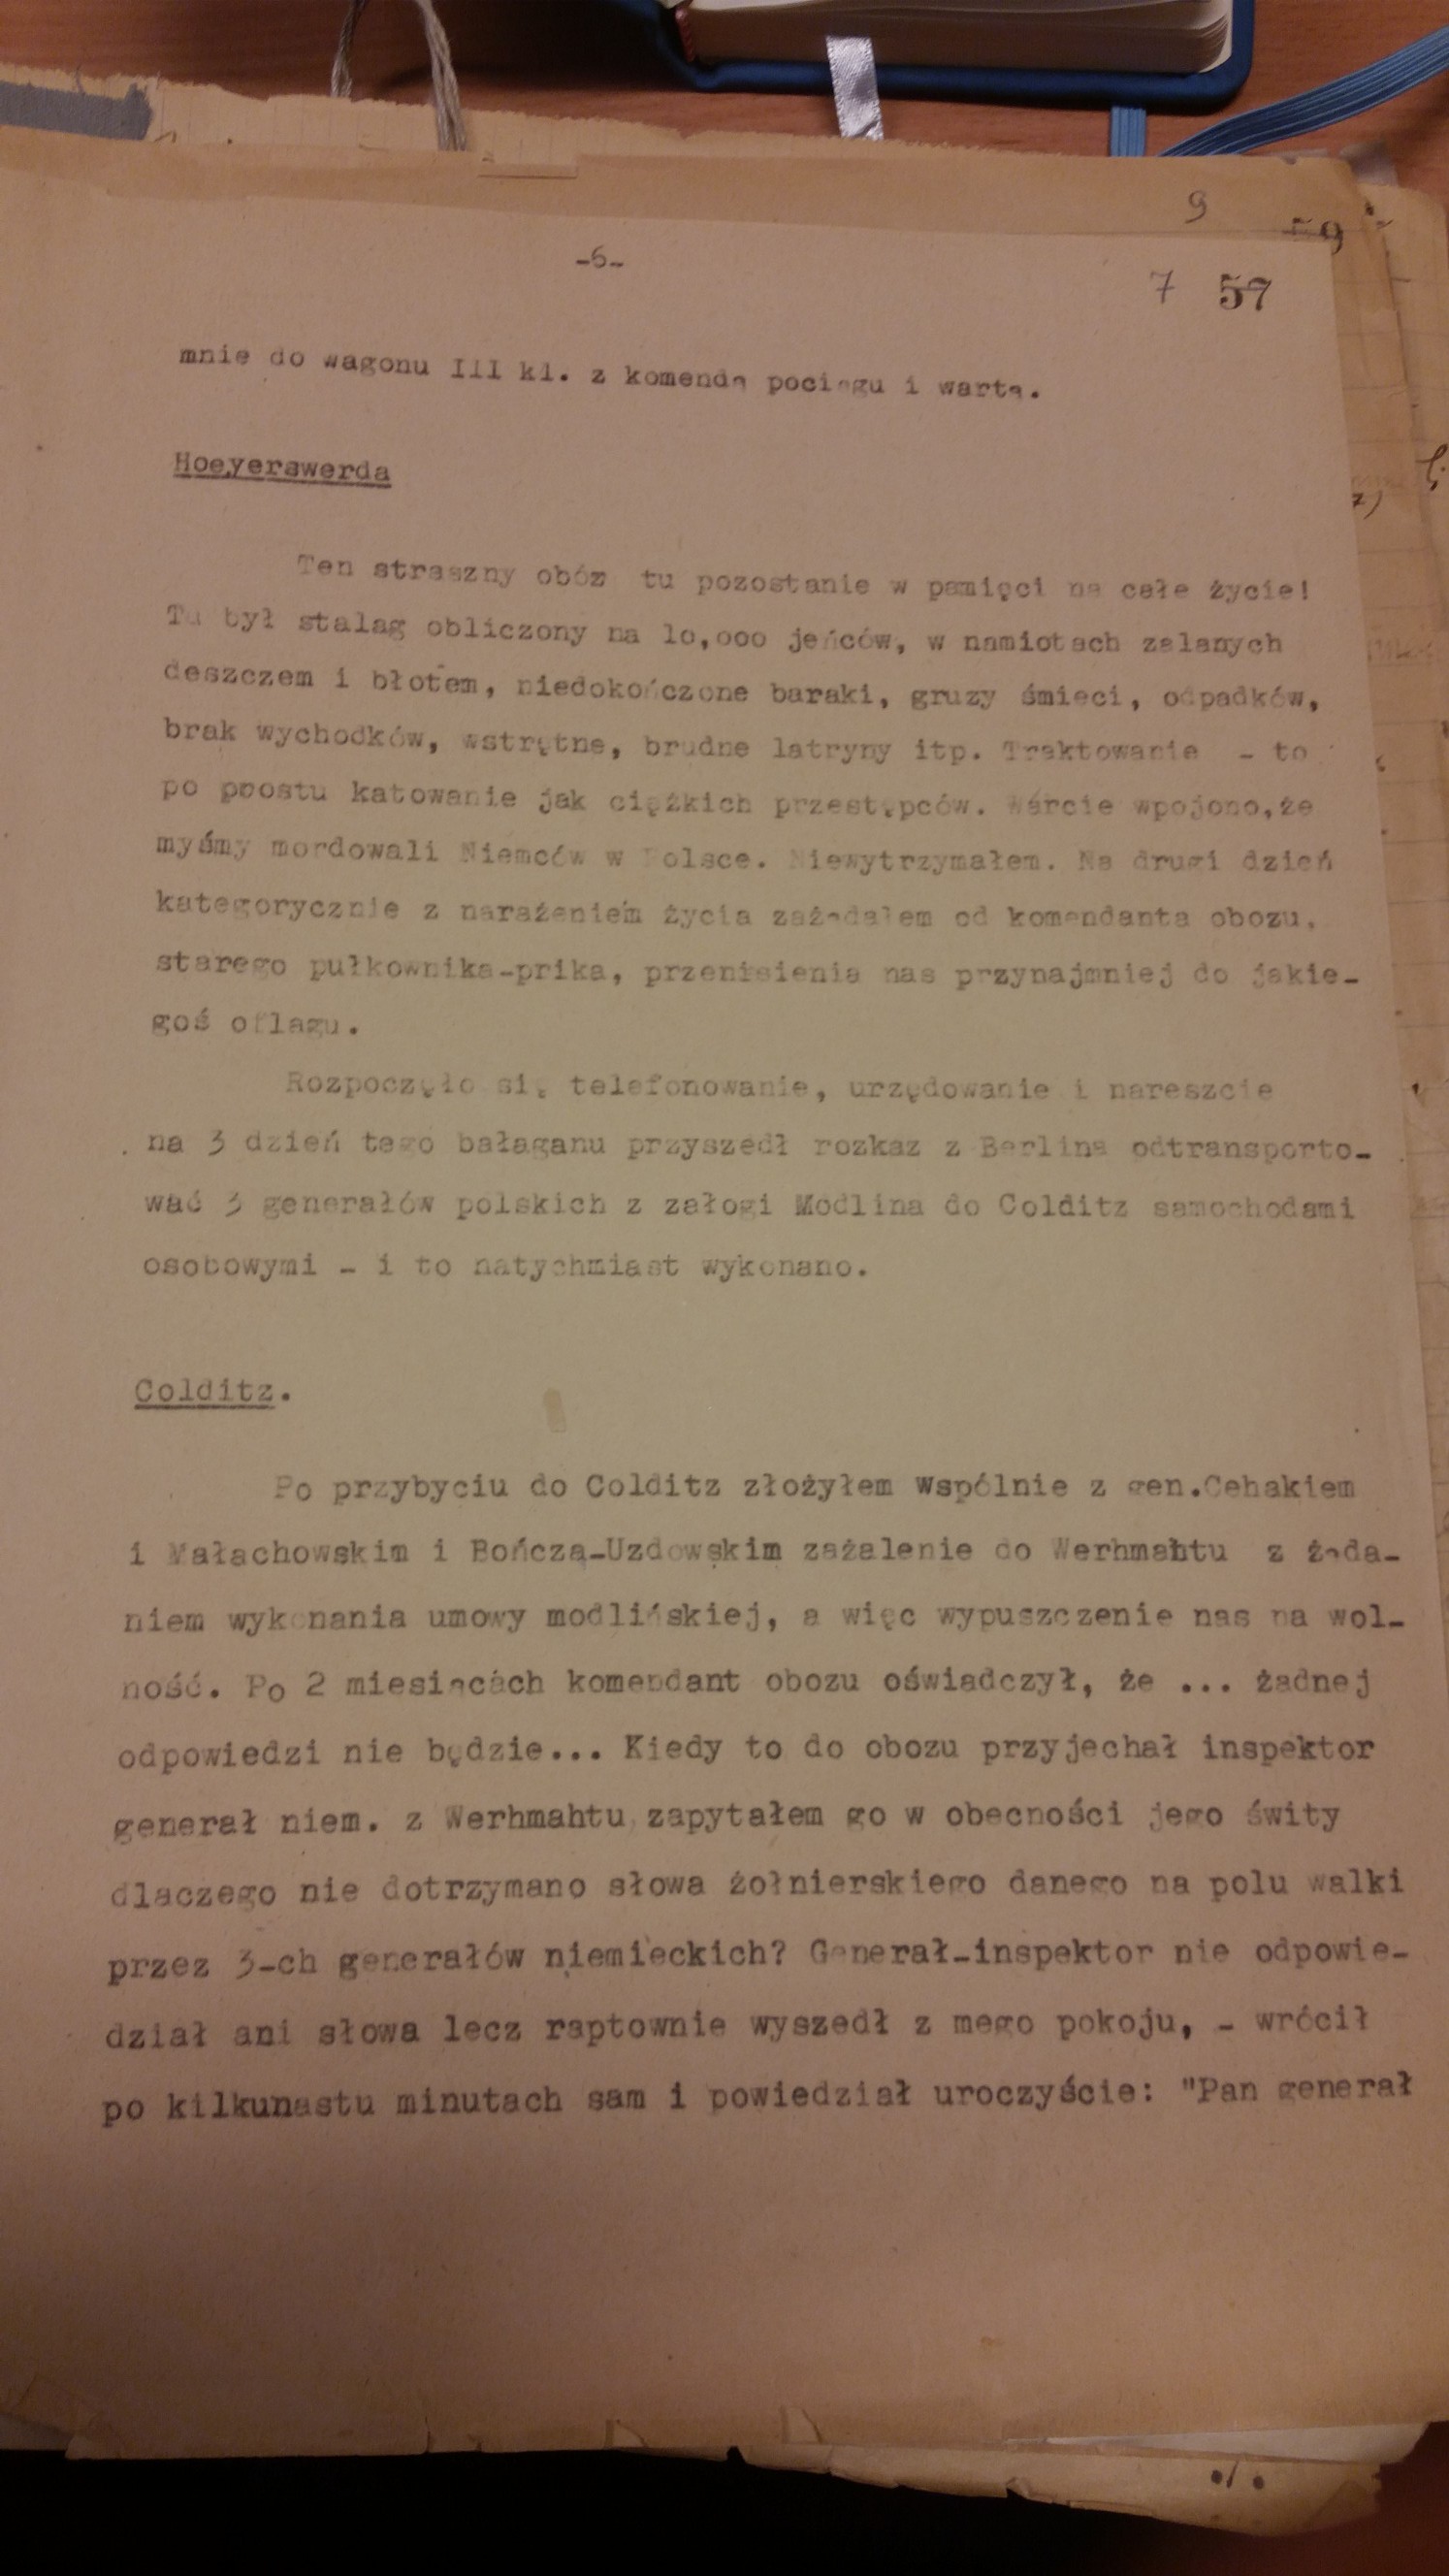 9
59
-6-
7 57
mnie do wagonu III kl. z komendą pociągu i wartą.
Hoeyerswerda
Ten straszny obóz tu pozostanie w pamięci na całe życie!
Tu był stalag obliczony na lo,ooo jeńców, w namiotach zalanych
deszczem i błotem, niedokończone baraki, gruzy śmieci, odpadków,
brak wychodków, wstrętne, brudne latryny itp. Traktowanie - to
po prostu katowanie jak ciężkich przestępców. Warcie wpojono,że
myśmy mordowali Niemców w Polsce. Niewytrzymałem. Na drugi dzień
kategorycznie z narażeniem życia zażądałem od komendanta obozu,
starego pułkownika-prika, przeniesienia nas przynajmniej do jakie-
goś oflagu.
Rozpoczęło się telefonowanie, urzędowanie i nareszcie
na 3 dzień tego bałaganu przyszedł rozkaz z Berlina odtransporto-
wać 3 generałów polskich z załogi Modlina do Colditz samochodami
osobowymi - i to natychmiast wykonano.
Colditz.
Po przybyciu do Colditz złożyłem wspólnie z gen.Cehakiem
i Małachowskim i Bończą-Uzdowskim zażalenie do Werhmahtu z żąda-
niem wykonania umowy modlińskiej, a więc wypuszczenie nas na wol-
ność. Po 2 miesiącach komendant obozu oświadczył, że ... żadnej
odpowiedzi nie będzie... Kiedy to do obozu przyjechał inspektor
generał niem. z Werhmahtu, zapytałem go w obecności jego świty
dlaczego nie dotrzymano słowa żołnierskiego danego na polu walki
przez 3-ch generałów niemieckich? Generał-inspektor nie odpowie-
dział ani słowa lecz raptownie wyszedł z mego pokoju, - wrócił
po kilkunastu minutach sam i powiedział uroczyście: "Pan generał